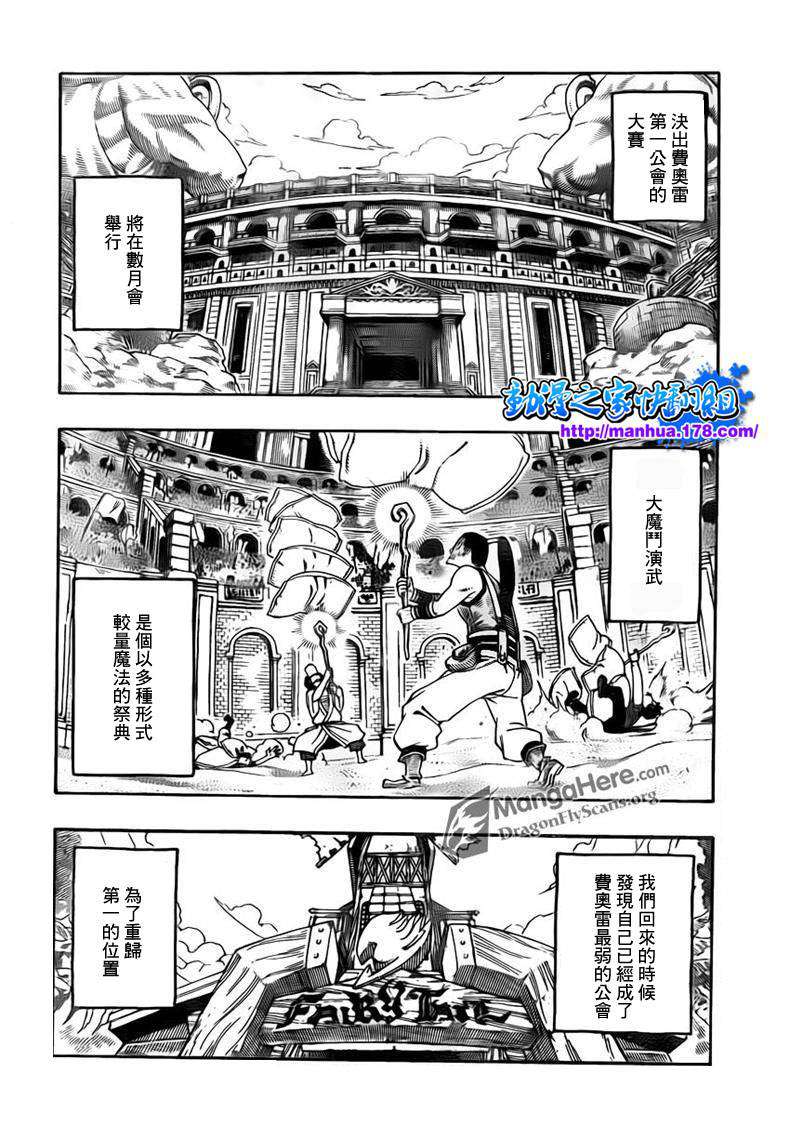 決出費奧雷
第一公會的
大賽
將在數月會
舉行
動漫之家快翻組
http://manhua.178.com/
大魔鬥演武
是個以多種形式
較量魔法的祭典
MangaHere.com
DragonFlyScans.org
我們回來的時候
發現自己已經成了
費奧雷最弱的公會
為了重歸
第一的位置
FAIRY TAIL